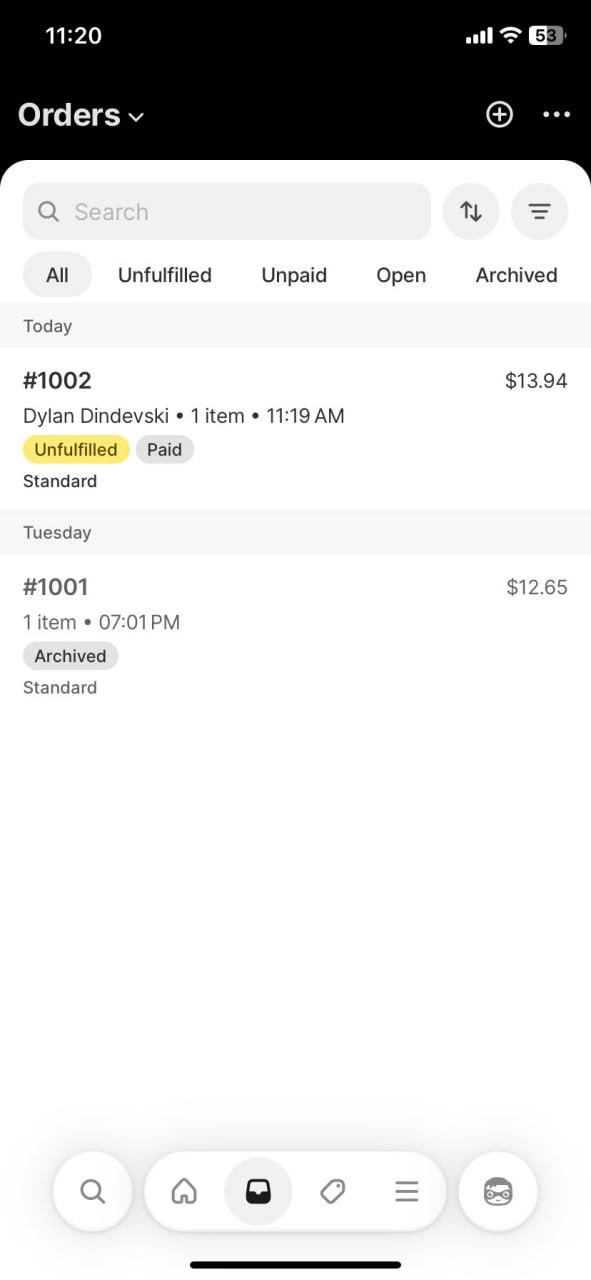 11:20 53
Orders
Search
All Unfulfilled Unpaid Open Archived
Today
#1002 $13.94
Dylan Dindevski • 1 item • 11:19 AM
Unfulfilled Paid
Standard
Tuesday
#1001 $12.65
1 item • 07:01 PM
Archived
Standard